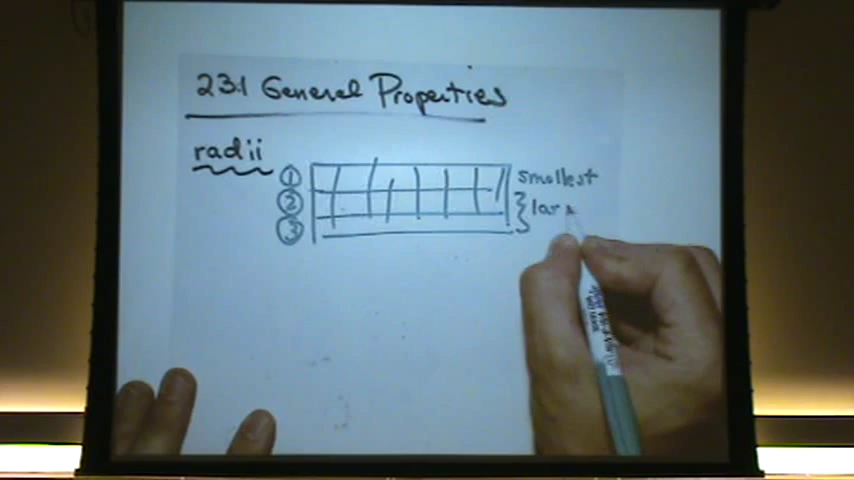 23.1 General Properties
radii
1 smallest
2 lar
3